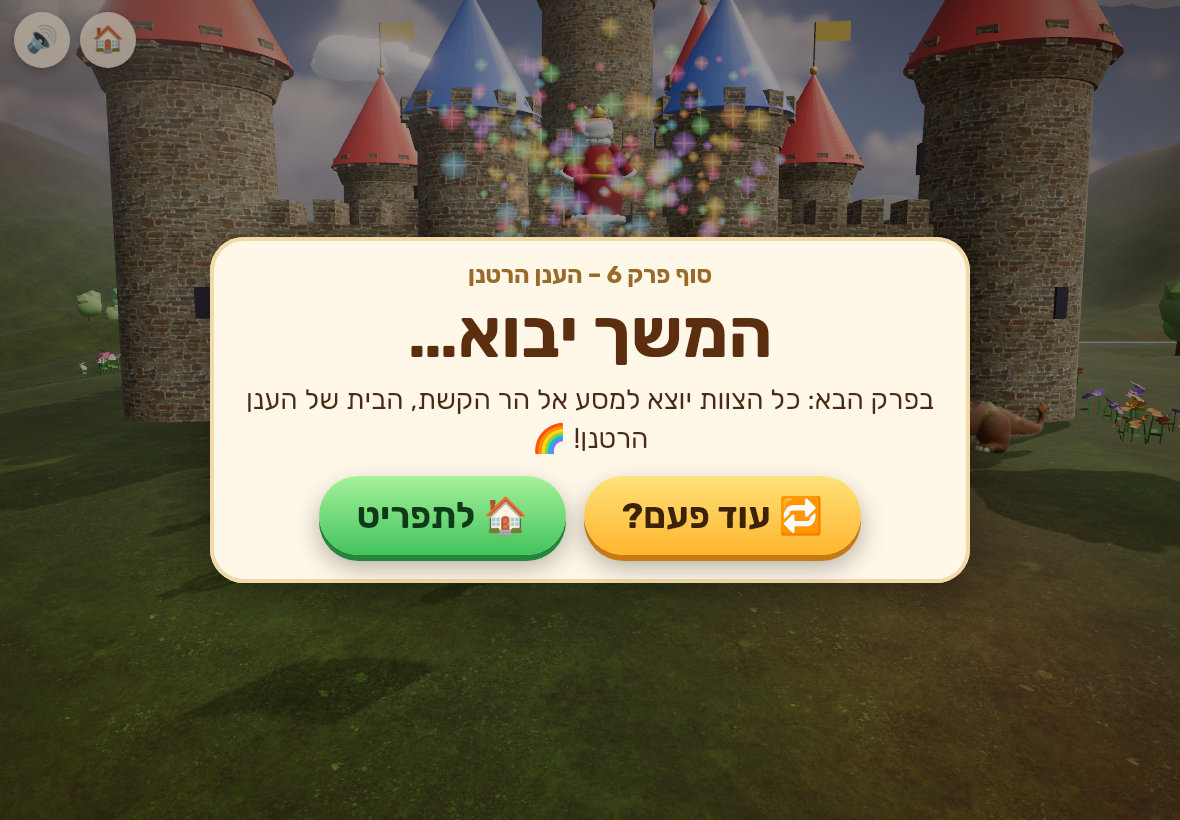 סוף פרק 6 – הענן הרטנן
המשך יבוא...
בפרק הבא: כל הצוות יוצא למסע אל הר הקשת, הבית של הענן
הרטנן! 🌈
🔁 עוד פעם?
🏠 לתפריט